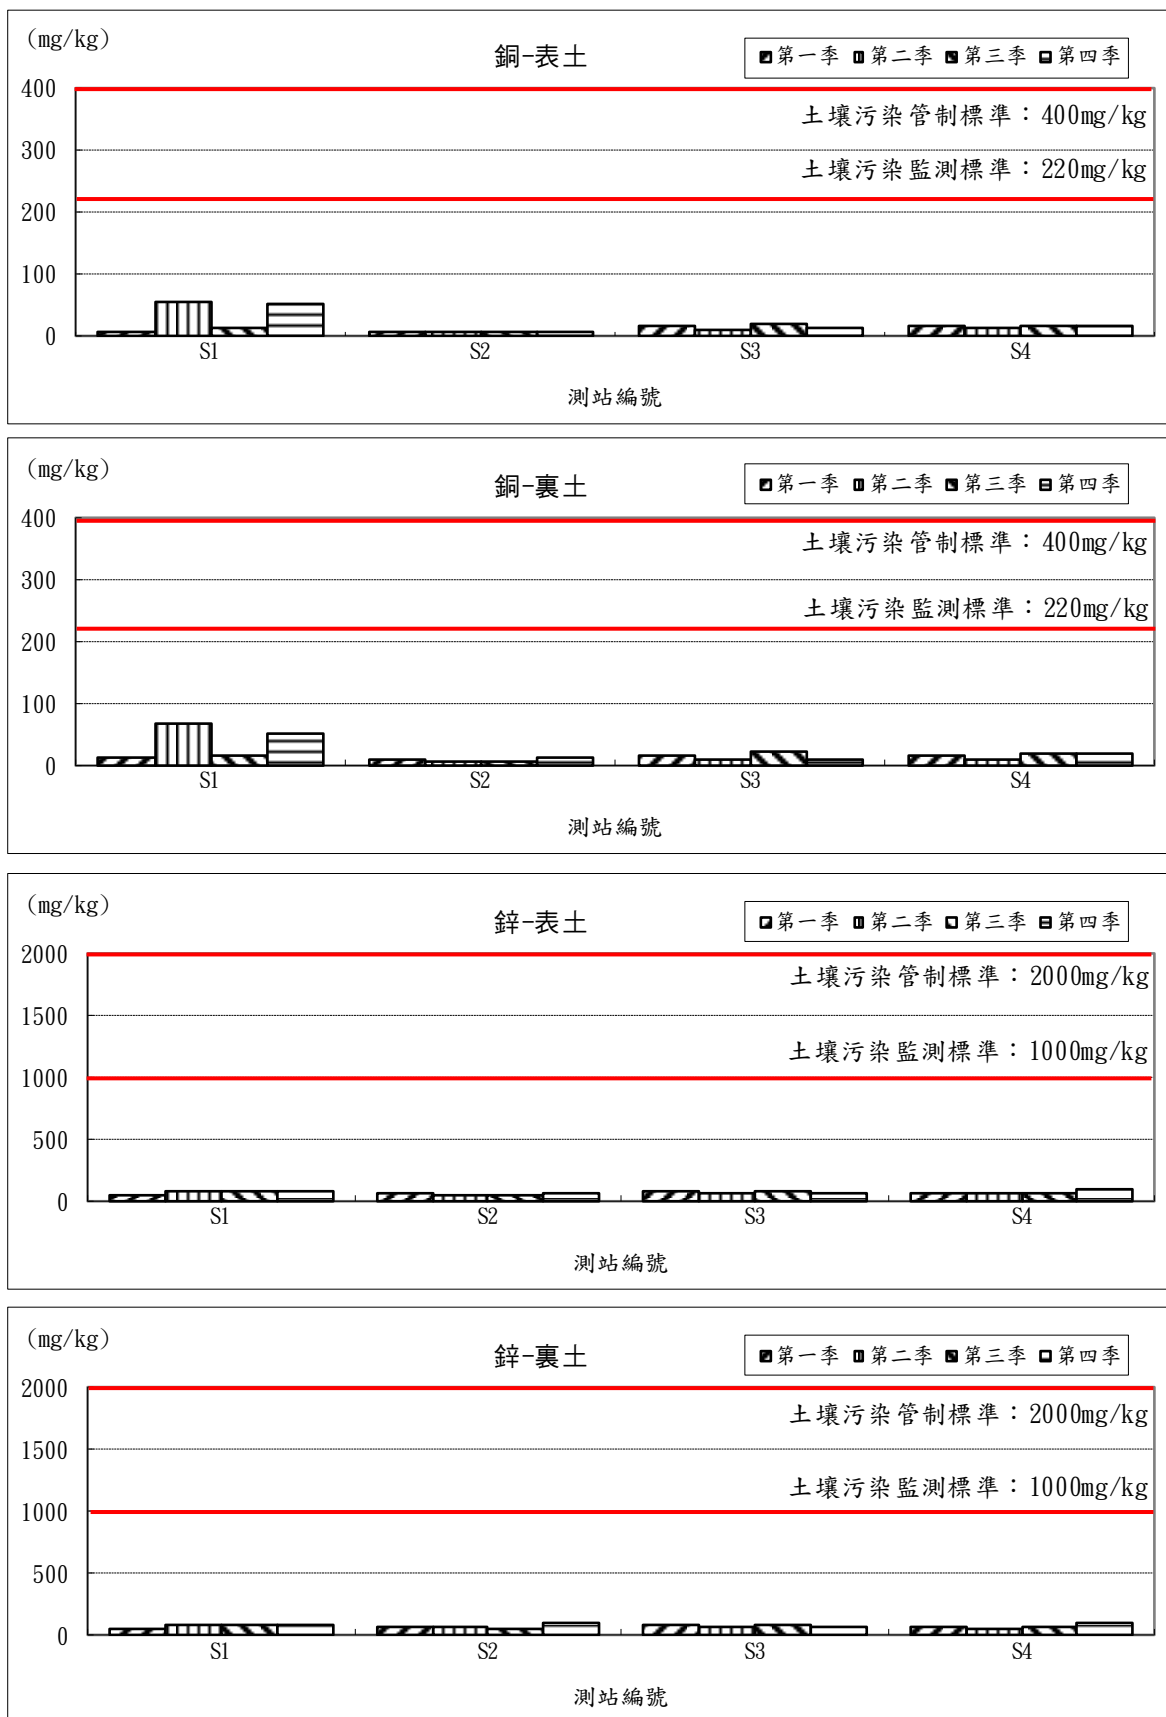 (mg/kg)
銅-表土
第一季 第二季 第三季 第四季
400
土壤污染管制標準：400mg/kg
300
土壤污染監測標準：220mg/kg
200
100
0
S1 S2 S3 S4
測站編號
(mg/kg)
銅-裏土
第一季 第二季 第三季 第四季
400
土壤污染管制標準：400mg/kg
300
土壤污染監測標準：220mg/kg
200
100
0
S1 S2 S3 S4
測站編號
(mg/kg)
鋅-表土
第一季 第二季 第三季 第四季
2000
土壤污染管制標準：2000mg/kg
1500
土壤污染監測標準：1000mg/kg
1000
500
0
S1 S2 S3 S4
測站編號
(mg/kg)
鋅-裏土
第一季 第二季 第三季 第四季
2000
土壤污染管制標準：2000mg/kg
1500
土壤污染監測標準：1000mg/kg
1000
500
0
S1 S2 S3 S4
測站編號